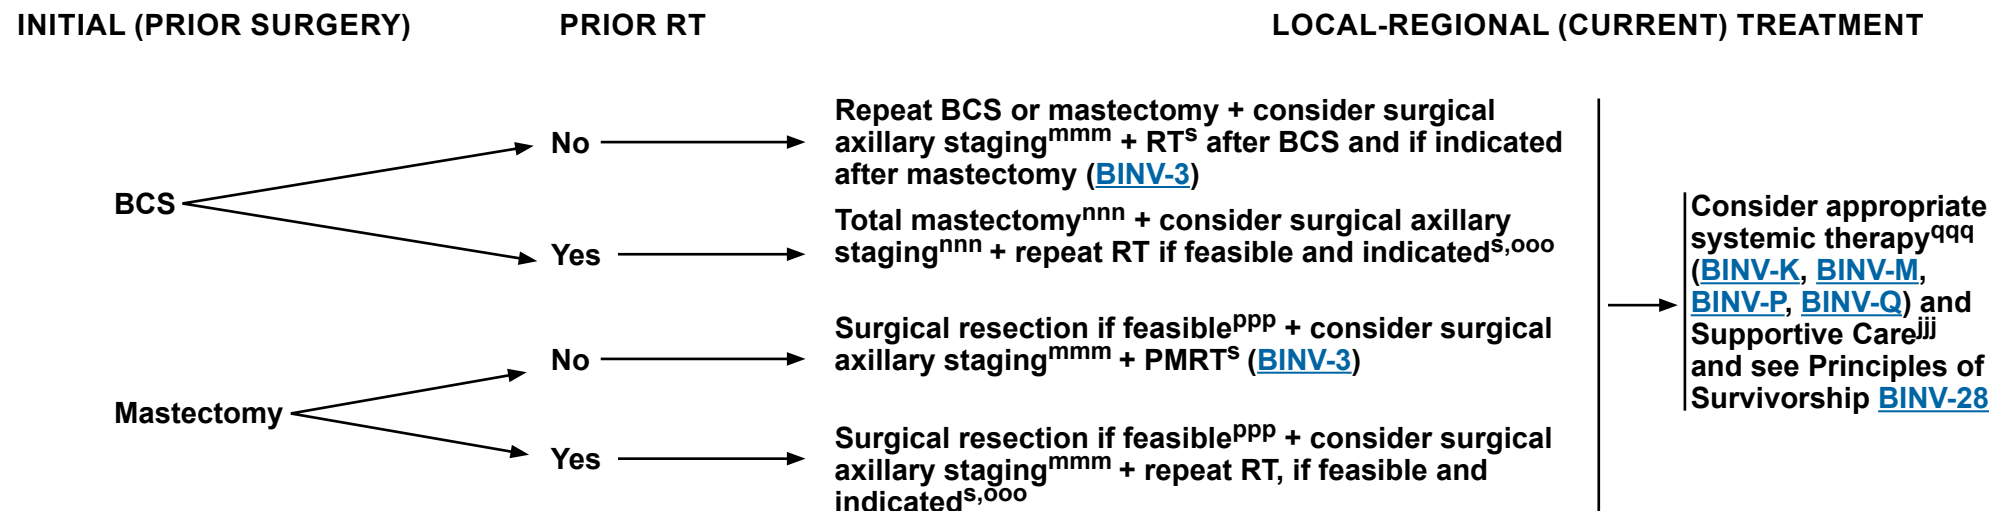 INITIAL (PRIOR SURGERY) PRIOR RT LOCAL-REGIONAL (CURRENT) TREATMENT
BCS
No
Repeat BCS or mastectomy + consider surgical
axillary stagingmmm + RTs after BCS and if indicated
after mastectomy (BINV-3)
Yes
Total mastectomynnn + consider surgical axillary
stagingnnn + repeat RT if feasible and indicateds,ooo
Mastectomy
No
Surgical resection if feasibleppp + consider surgical
axillary stagingmmm + PMRTs (BINV-3)
Yes
Surgical resection if feasibleppp + consider surgical
axillary stagingmmm + repeat RT, if feasible and
indicateds,ooo
Consider appropriate
systemic therapyqqq
(BINV-K, BINV-M,
BINV-P, BINV-Q) and
Supportive Carejjj
and see Principles of
Survivorship BINV-28